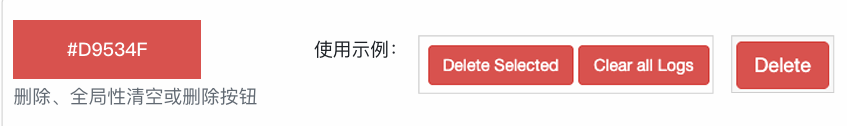 #D9534F
使用示例：
Delete Selected
Clear all Logs
Delete
删除、全局性清空或删除按钮